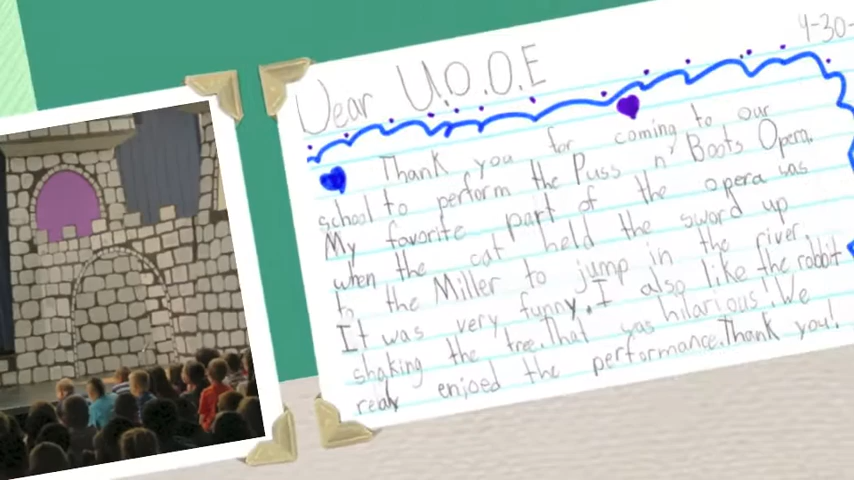 4-30-
Dear U.O.O.E
Thank you for coming to our
school to perform the Puss n' Boots Opera.
My favorite part of the opera was
when the cat held the sword up
to the Miller to jump in the river.
It was very funny. I also like the rabbit
shaking the tree. That was hilarious! We
realy enjoed the performance. Thank you!